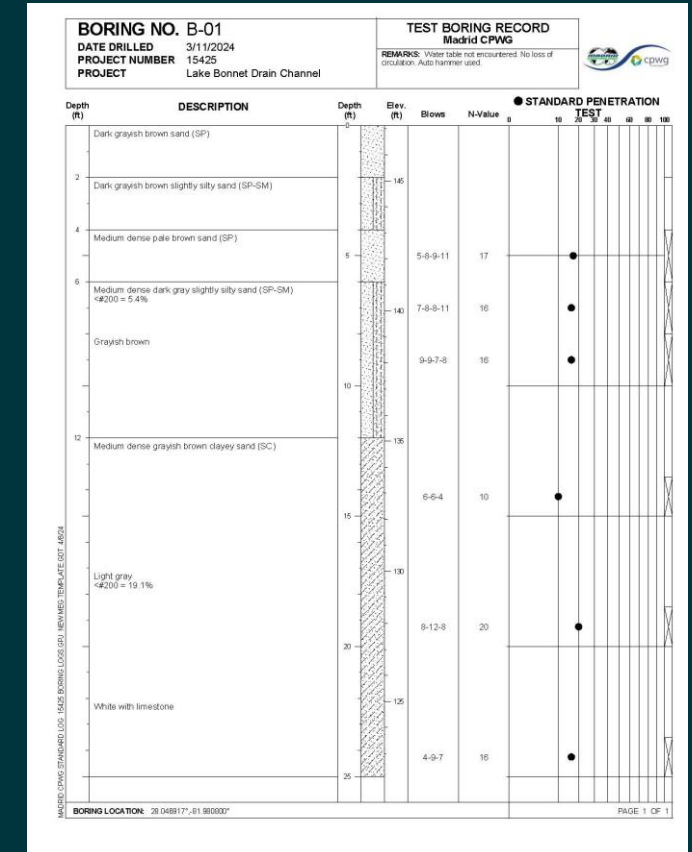 BORING NO. B-01
DATE DRILLED 3/11/2024
PROJECT NUMBER 15425
PROJECT Lake Bonnet Drain Channel
TEST BORING RECORD
Madrid CPWG
REMARKS: Water table not encountered. No loss of
circulation. Auto hammer used.
cpwg
Depth (ft) DESCRIPTION Depth (ft) Elev. (ft) Blows N-Value ● STANDARD PENETRATION TEST
0 10 20 30 40 60 80 100
0
Dark grayish brown sand (SP)
2 145
Dark grayish brown slightly silty sand (SP-SM)
4
Medium dense pale brown sand (SP)
5 5-8-9-11 17
6
Medium dense dark gray slightly silty sand (SP-SM)
<#200 = 5.4%
140 7-8-8-11 16
Grayish brown
9-9-7-8 16
10
12 135
Medium dense grayish brown clayey sand (SC)
6-6-4 10
15
130
Light gray
<#200 = 19.1%
8-12-8 20
20
125
White with limestone
4-9-7 16
25
MADRID CPWG STANDARD LOG 15425 BORING LOGS.GPJ NEW MEG TEMPLATE.GDT 4/8/24
BORING LOCATION: PAGE 1 OF 1